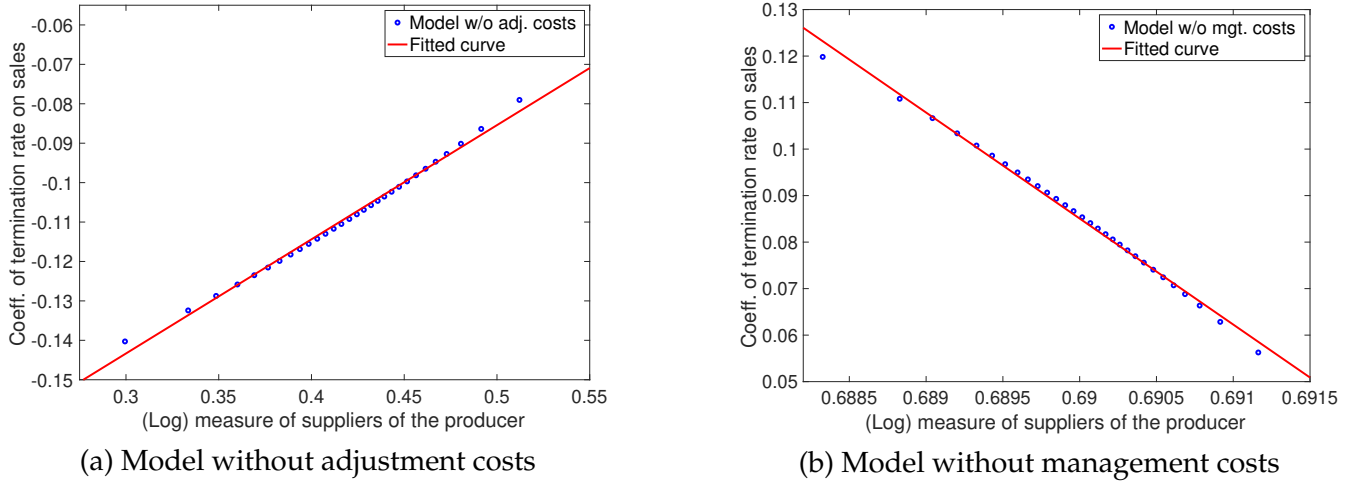 Model w/o adj. costs
Fitted curve
Coeff. of termination rate on sales
-0.06
-0.07
-0.08
-0.09
-0.1
-0.11
-0.12
-0.13
-0.14
-0.15
0.3 0.35 0.4 0.45 0.5 0.55
(Log) measure of suppliers of the producer
(a) Model without adjustment costs
Model w/o mgt. costs
Fitted curve
Coeff. of termination rate on sales
0.13
0.12
0.11
0.1
0.09
0.08
0.07
0.06
0.05
0.6885 0.689 0.6895 0.69 0.6905 0.691 0.6915
(Log) measure of suppliers of the producer
(b) Model without management costs